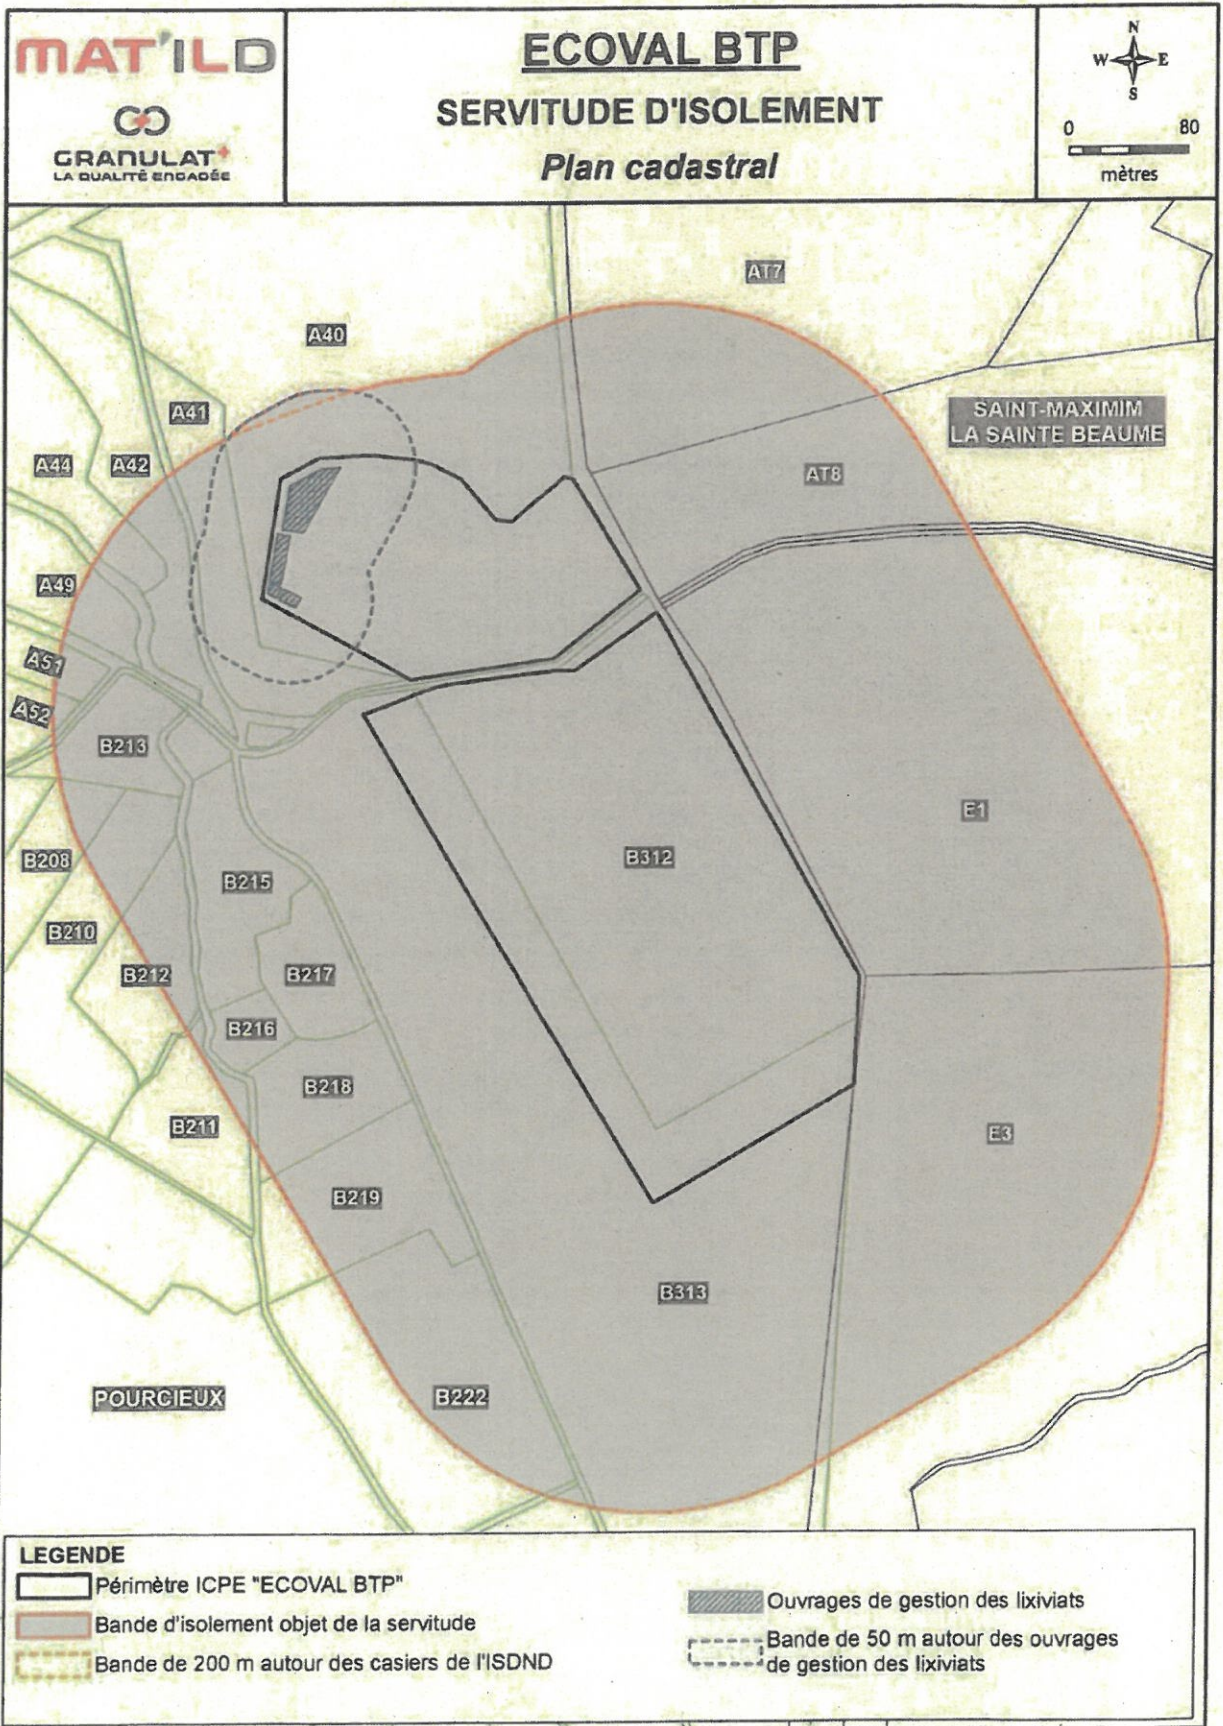 MAT'ILD
GRANULAT+
LA QUALITÉ ENGAGÉE
ECOVAL BTP
SERVITUDE D'ISOLEMENT
Plan cadastral
N
W E
S
0 80
mètres
AT7
A40
A41
SAINT-MAXIMIM
LA SAINTE BEAUME
A44
A42
AT8
A49
A51
A52
B213
E1
B312
B208
B215
B210
B212
B217
B216
B218
B211
E3
B219
B313
POURCIEUX
B222
LEGENDE
Périmètre ICPE "ECOVAL BTP"
Bande d'isolement objet de la servitude
Bande de 200 m autour des casiers de l'ISDND
Ouvrages de gestion des lixiviats
Bande de 50 m autour des ouvrages
de gestion des lixiviats